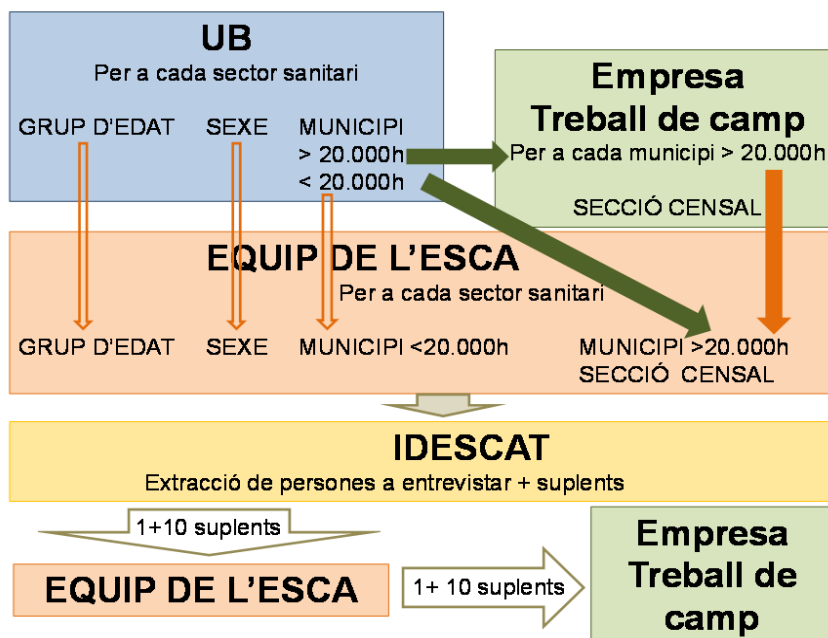 UB
Per a cada sector sanitari
GRUP D'EDAT SEXE MUNICIPI
> 20.000h
< 20.000h
Empresa
Treball de camp
Per a cada municipi > 20.000h
SECCIÓ CENSAL
EQUIP DE L'ESCA
Per a cada sector sanitari
GRUP D'EDAT SEXE MUNICIPI <20.000h MUNICIPI >20.000h
SECCIÓ CENSAL
IDESCAT
Extracció de persones a entrevistar + suplents
1+10 suplents
EQUIP DE L'ESCA
1+ 10 suplents
Empresa
Treball de
camp